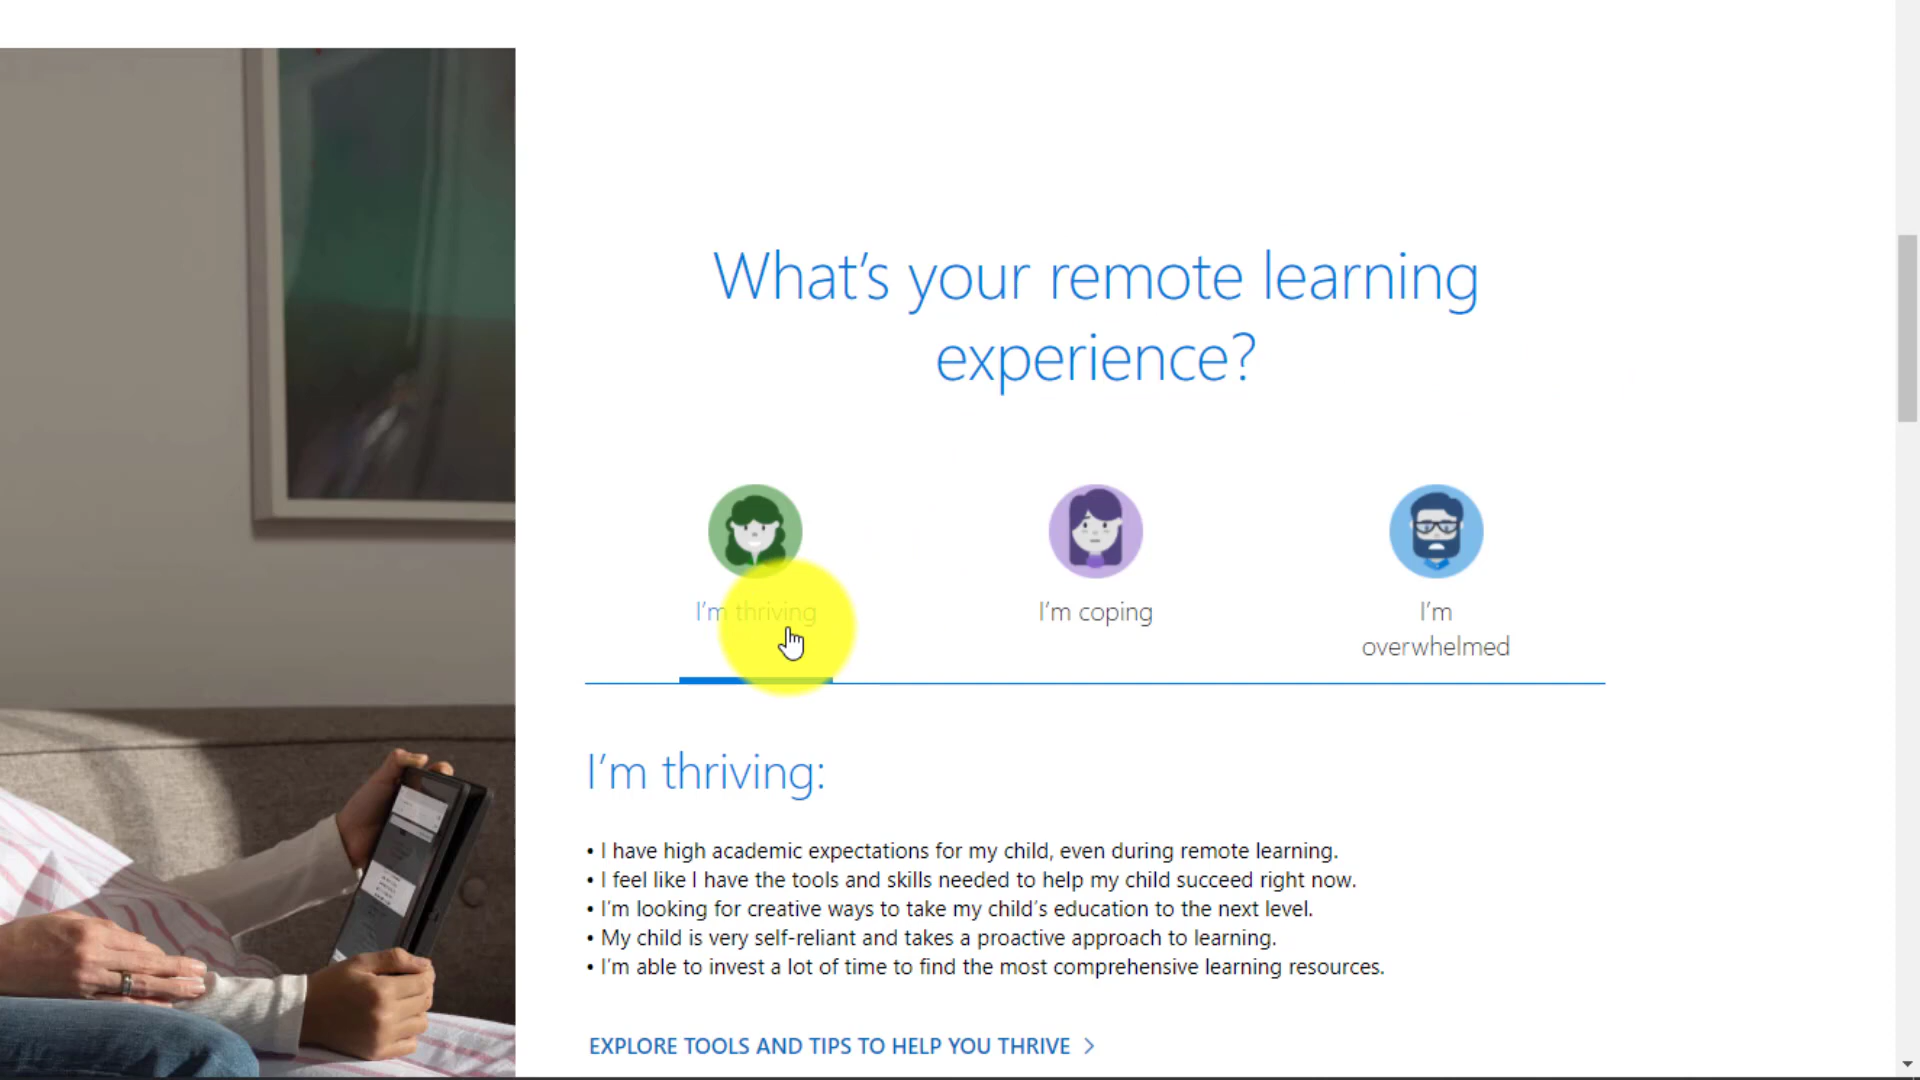 What’s your remote learning
experience?
I’m thriving
I’m coping
I’m
overwhelmed
I’m thriving:
• I have high academic expectations for my child, even during remote learning.
• I feel like I have the tools and skills needed to help my child succeed right now.
• I’m looking for creative ways to take my child’s education to the next level.
• My child is very self-reliant and takes a proactive approach to learning.
• I’m able to invest a lot of time to find the most comprehensive learning resources.
EXPLORE TOOLS AND TIPS TO HELP YOU THRIVE >